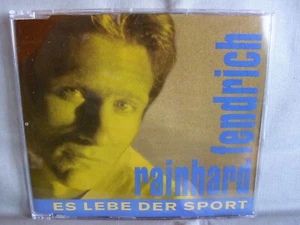 rainhard
fendrich
ES LEBE DER SPORT